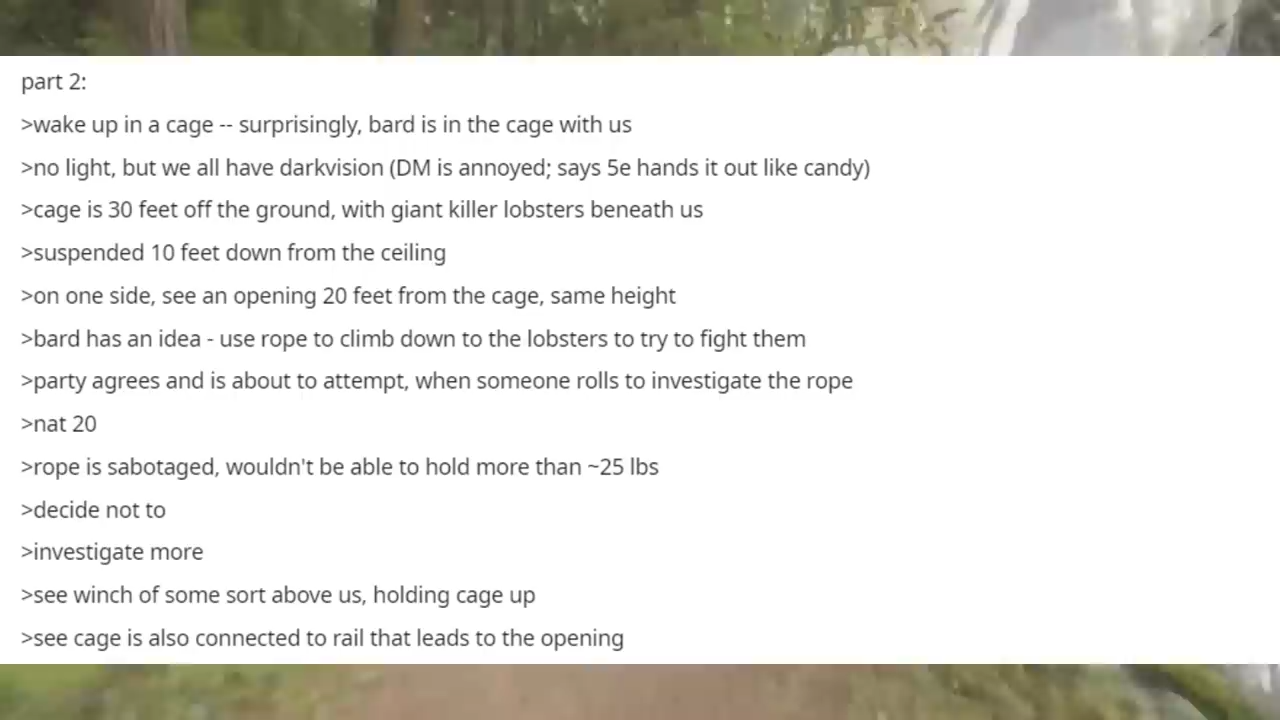 part 2:
>wake up in a cage -- surprisingly, bard is in the cage with us
>no light, but we all have darkvision (DM is annoyed; says 5e hands it out like candy)
>cage is 30 feet off the ground, with giant killer lobsters beneath us
>suspended 10 feet down from the ceiling
>on one side, see an opening 20 feet from the cage, same height
>bard has an idea - use rope to climb down to the lobsters to try to fight them
>party agrees and is about to attempt, when someone rolls to investigate the rope
>nat 20
>rope is sabotaged, wouldn't be able to hold more than ~25 lbs
>decide not to
>investigate more
>see winch of some sort above us, holding cage up
>see cage is also connected to rail that leads to the opening